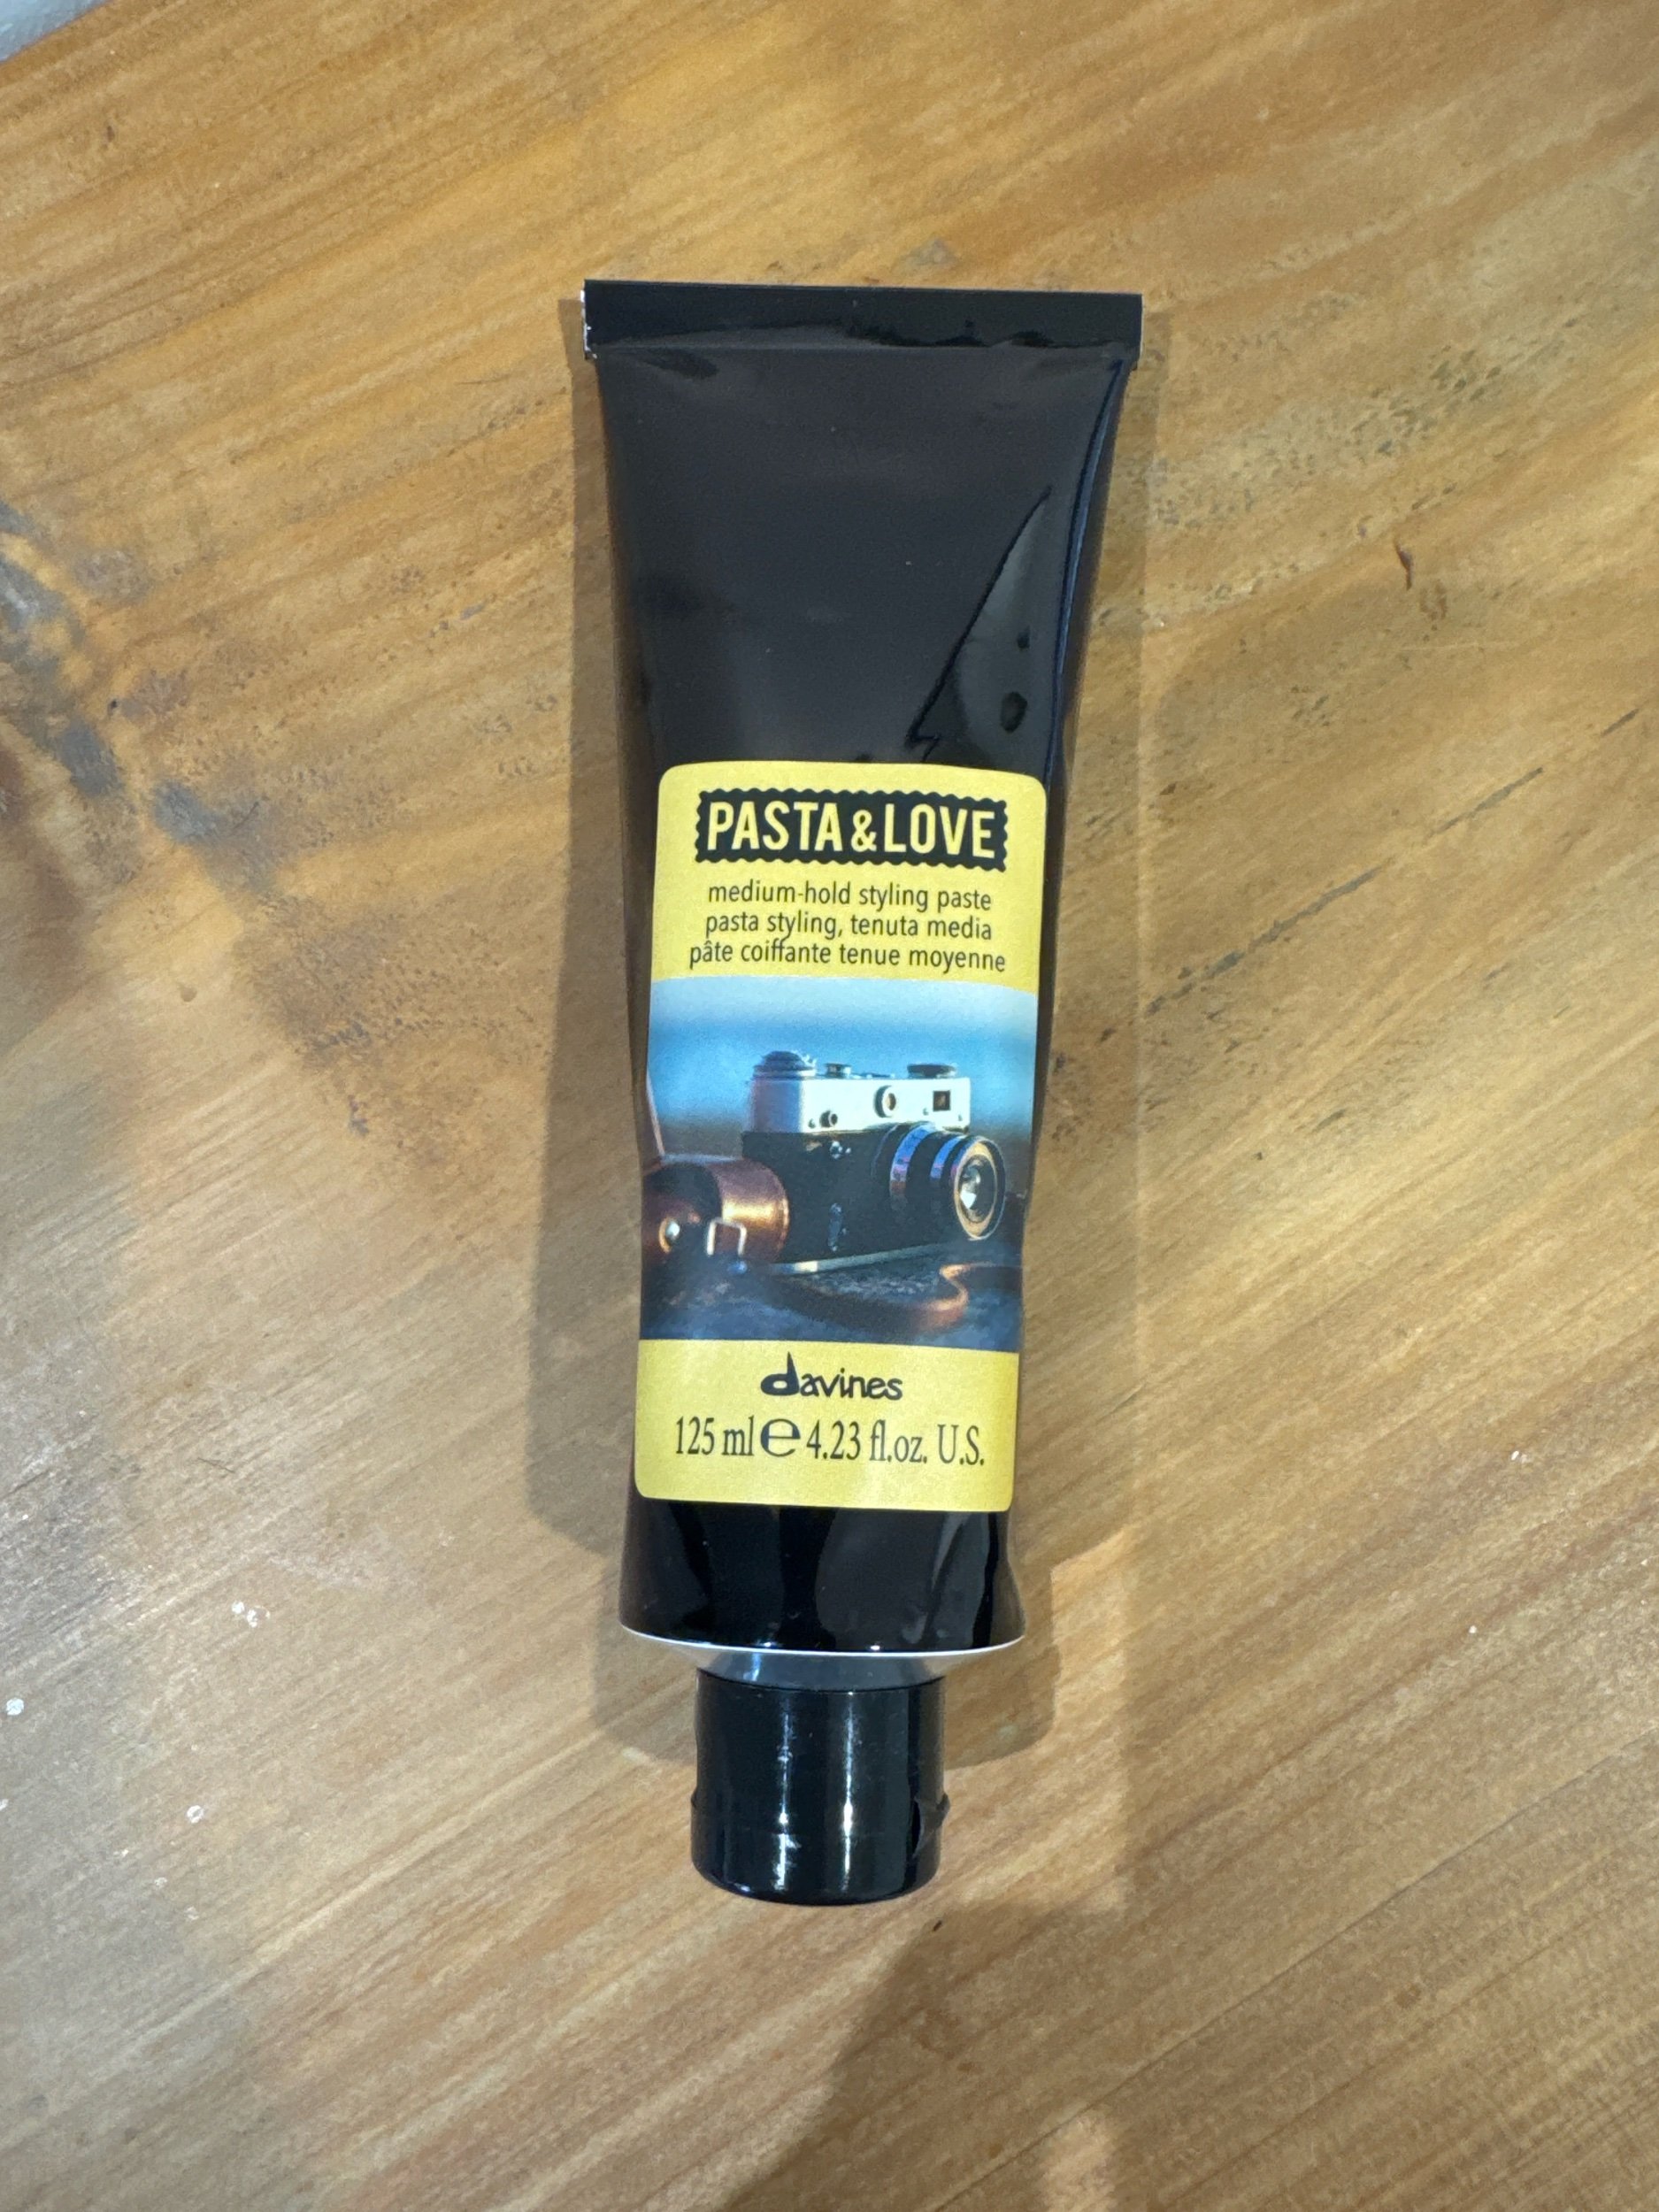 PASTA & LOVE
medium-hold styling paste
pasta styling, tenuta media
pâte coiffante tenue moyenne
davines
125 ml ℮ 4.23 fl.oz. U.S.